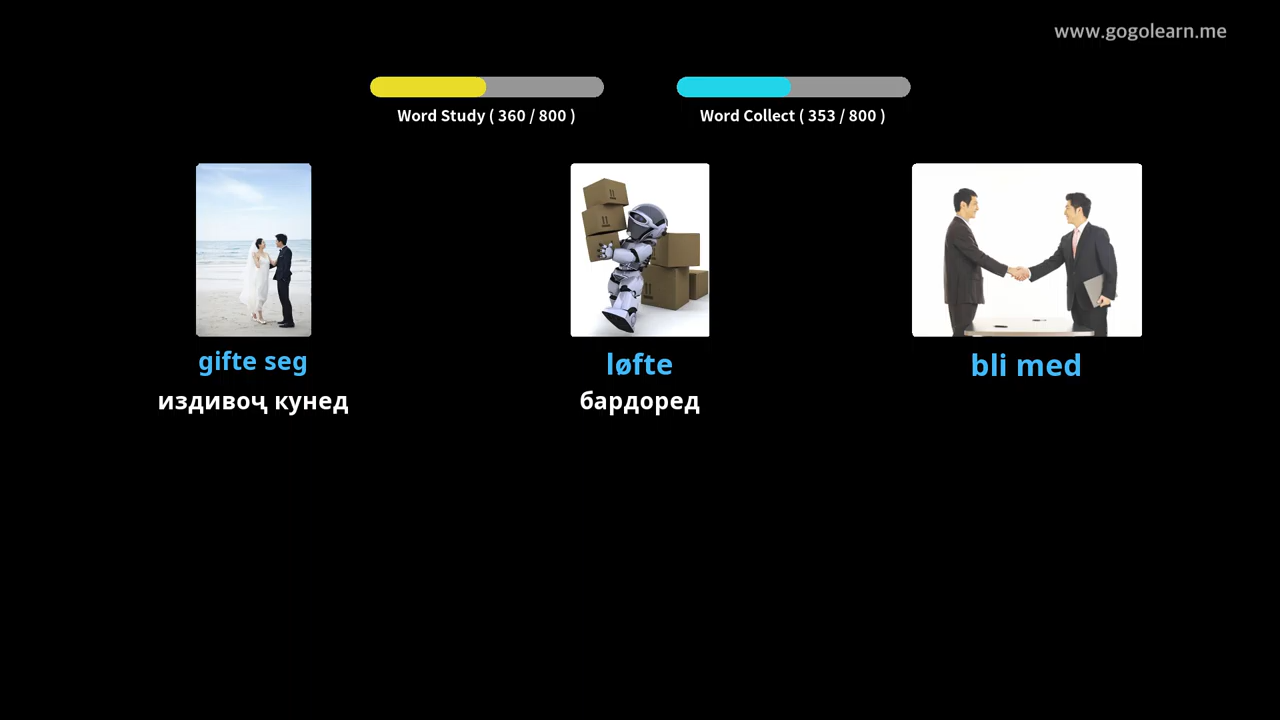 www.gogolearn.me
Word Study ( 360 / 800 )
Word Collect ( 353 / 800 )
gifte seg
løfte
bli med
издивоҷ кунед
бардоред